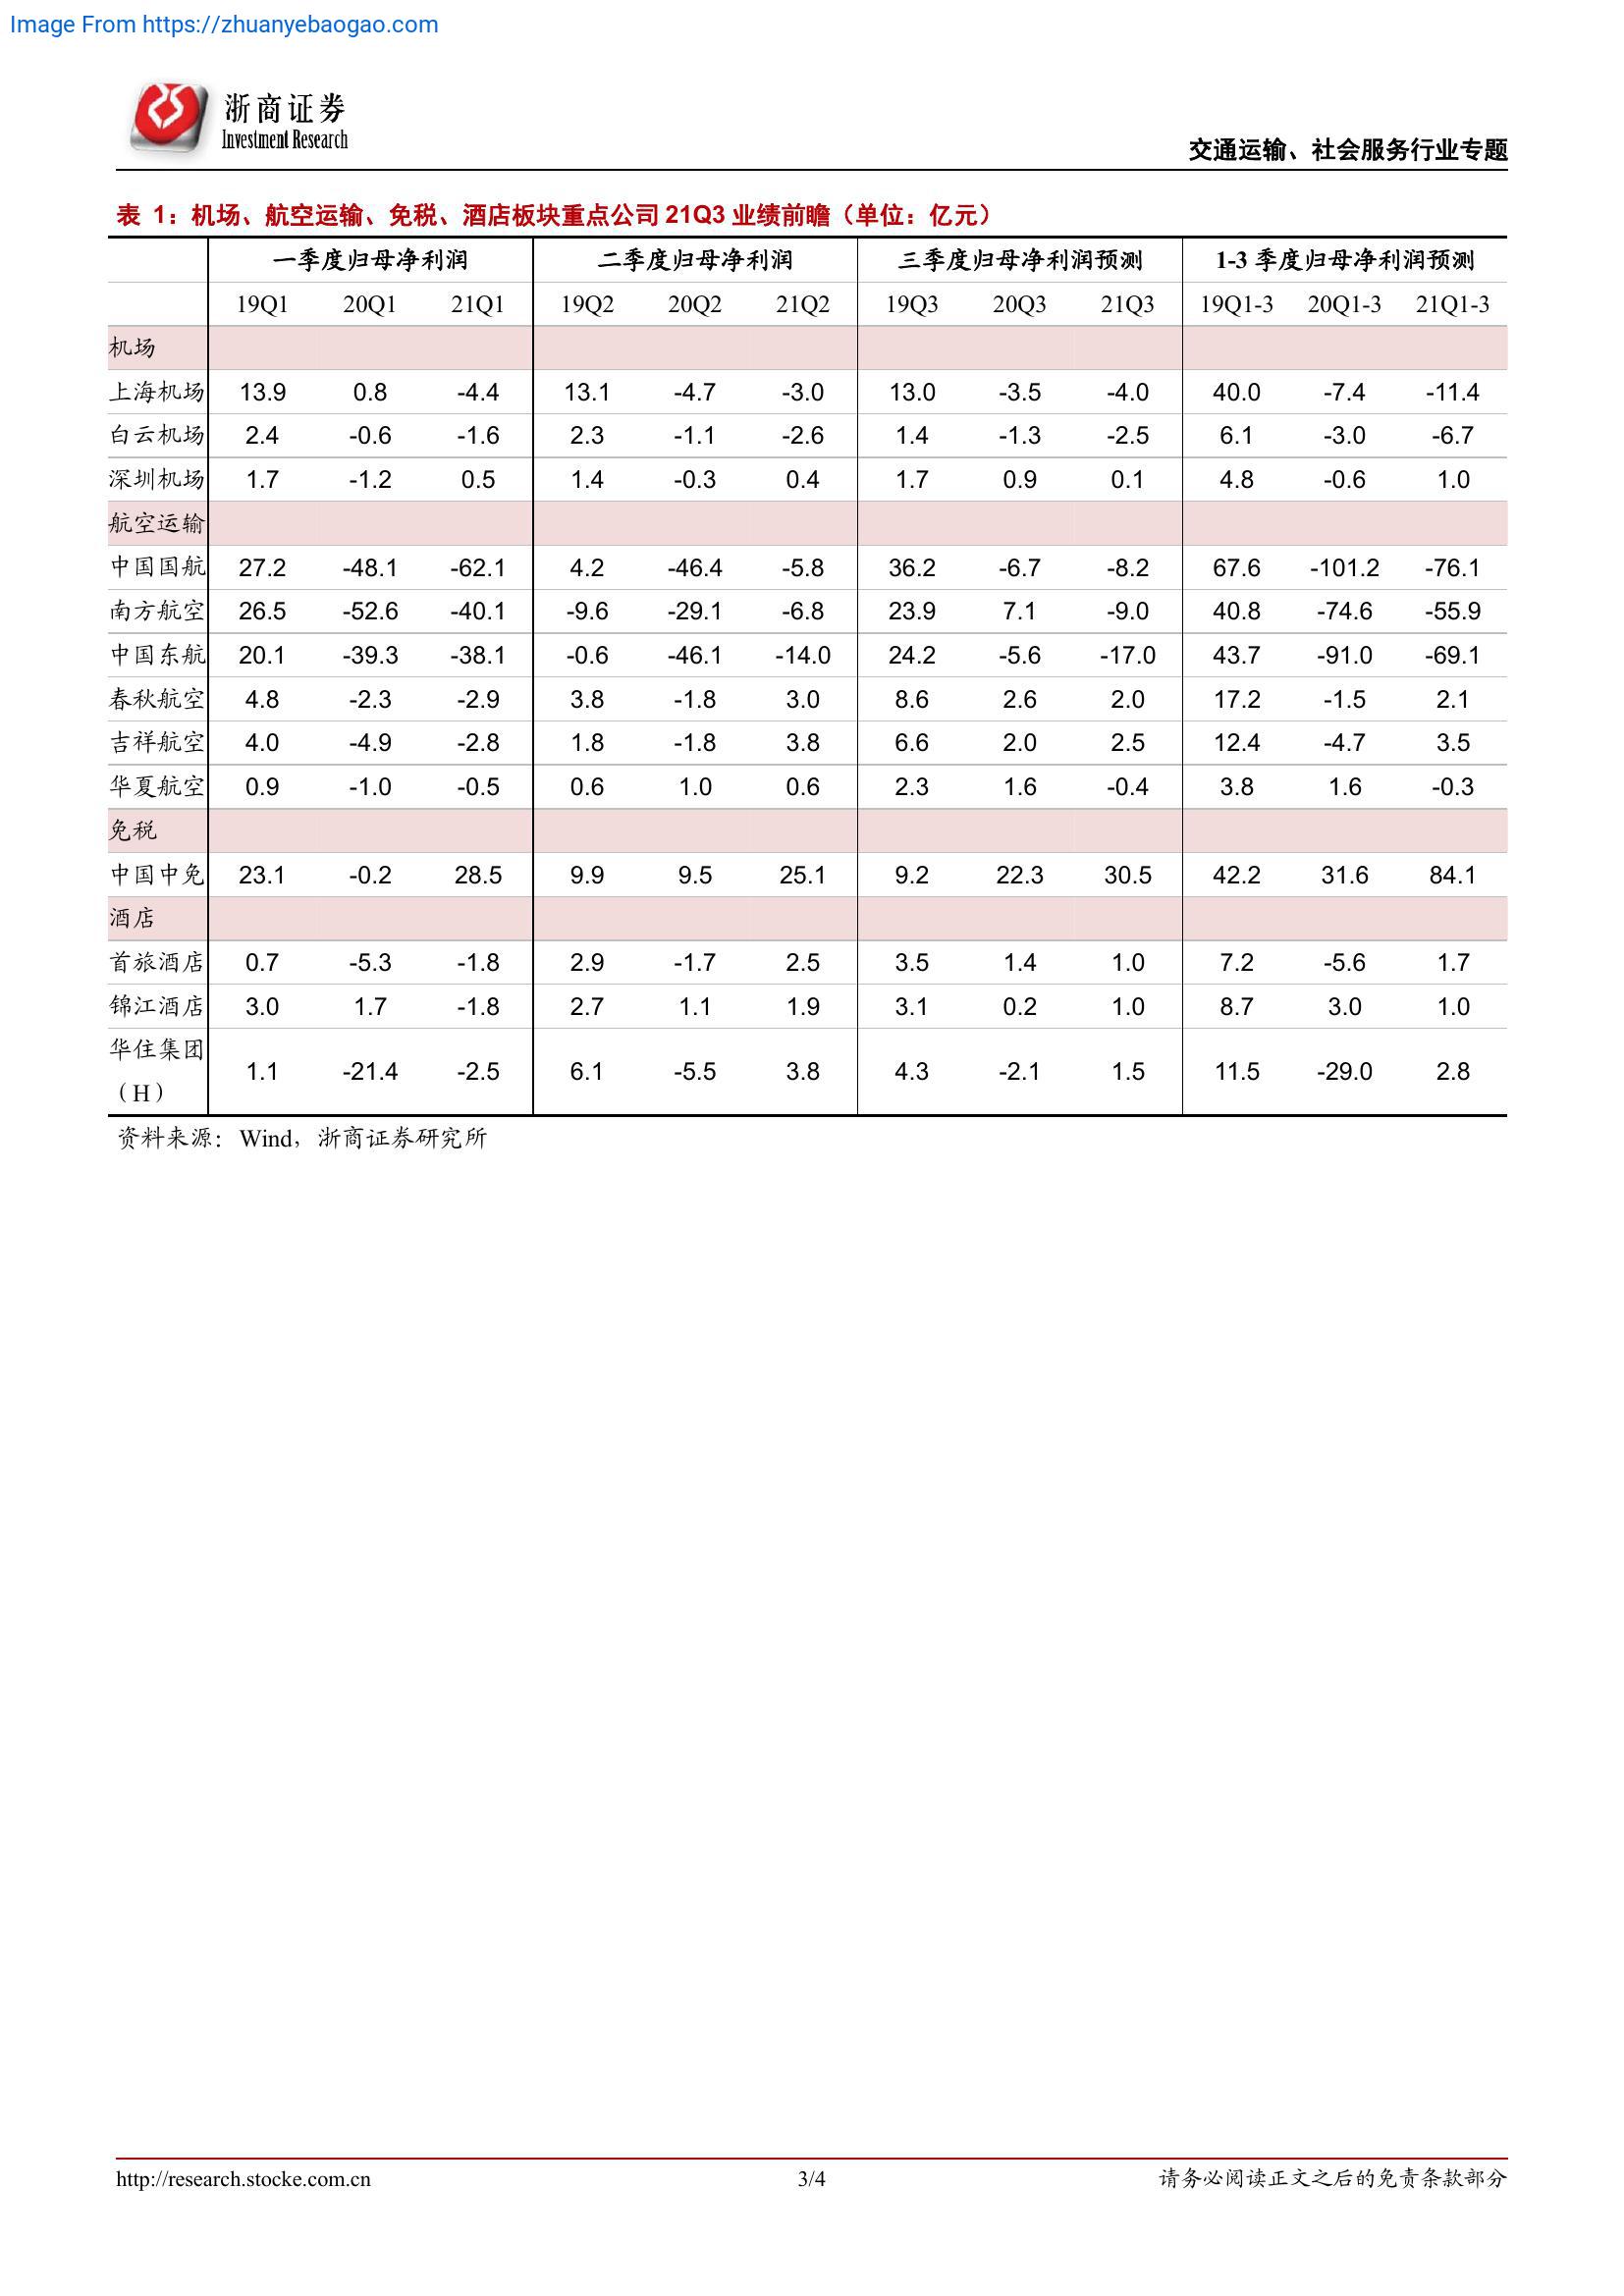 Image From https://zhuanyebaogao.com
浙商证券
Investment Research
交通运输、社会服务行业专题
表 1：机场、航空运输、免税、酒店板块重点公司 21Q3 业绩前瞻（单位：亿元）
一季度归母净利润 二季度归母净利润 三季度归母净利润预测 1-3 季度归母净利润预测
19Q1 20Q1 21Q1 19Q2 20Q2 21Q2 19Q3 20Q3 21Q3 19Q1-3 20Q1-3 21Q1-3
机场
上海机场 13.9 0.8 -4.4 13.1 -4.7 -3.0 13.0 -3.5 -4.0 40.0 -7.4 -11.4
白云机场 2.4 -0.6 -1.6 2.3 -1.1 -2.6 1.4 -1.3 -2.5 6.1 -3.0 -6.7
深圳机场 1.7 -1.2 0.5 1.4 -0.3 0.4 1.7 0.9 0.1 4.8 -0.6 1.0
航空运输
中国国航 27.2 -48.1 -62.1 4.2 -46.4 -5.8 36.2 -6.7 -8.2 67.6 -101.2 -76.1
南方航空 26.5 -52.6 -40.1 -9.6 -29.1 -6.8 23.9 7.1 -9.0 40.8 -74.6 -55.9
中国东航 20.1 -39.3 -38.1 -0.6 -46.1 -14.0 24.2 -5.6 -17.0 43.7 -91.0 -69.1
春秋航空 4.8 -2.3 -2.9 3.8 -1.8 3.0 8.6 2.6 2.0 17.2 -1.5 2.1
吉祥航空 4.0 -4.9 -2.8 1.8 -1.8 3.8 6.6 2.0 2.5 12.4 -4.7 3.5
华夏航空 0.9 -1.0 -0.5 0.6 1.0 0.6 2.3 1.6 -0.4 3.8 1.6 -0.3
免税
中国中免 23.1 -0.2 28.5 9.9 9.5 25.1 9.2 22.3 30.5 42.2 31.6 84.1
酒店
首旅酒店 0.7 -5.3 -1.8 2.9 -1.7 2.5 3.5 1.4 1.0 7.2 -5.6 1.7
锦江酒店 3.0 1.7 -1.8 2.7 1.1 1.9 3.1 0.2 1.0 8.7 3.0 1.0
华住集团
（H） 1.1 -21.4 -2.5 6.1 -5.5 3.8 4.3 -2.1 1.5 11.5 -29.0 2.8
资料来源：Wind，浙商证券研究所
http://research.stocke.com.cn 3/4 请务必阅读正文之后的免责条款部分